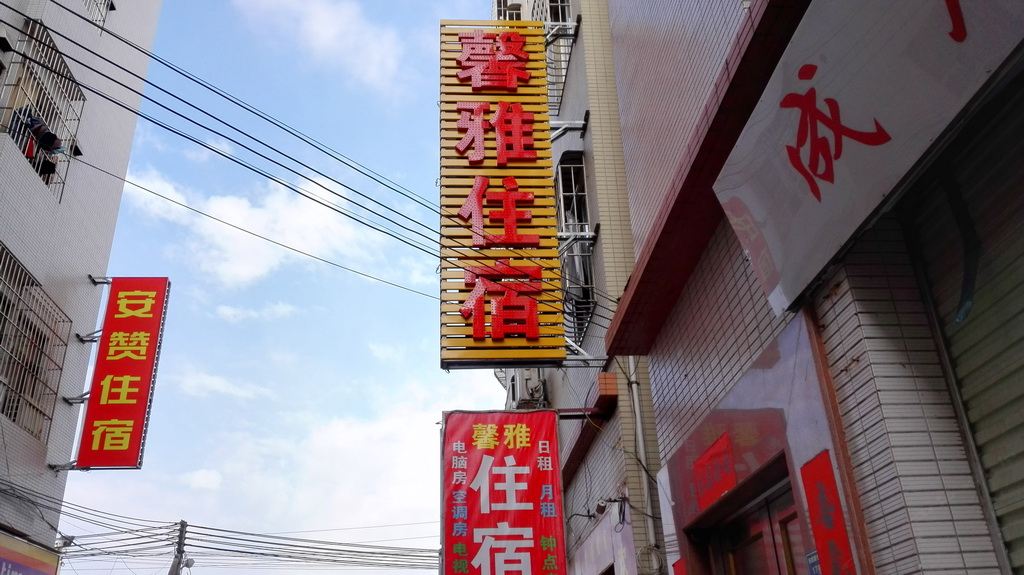 馨雅住宿
安赞住宿
馨雅
住宿
电脑房 空调房 电视
日租 月租 钟点
成